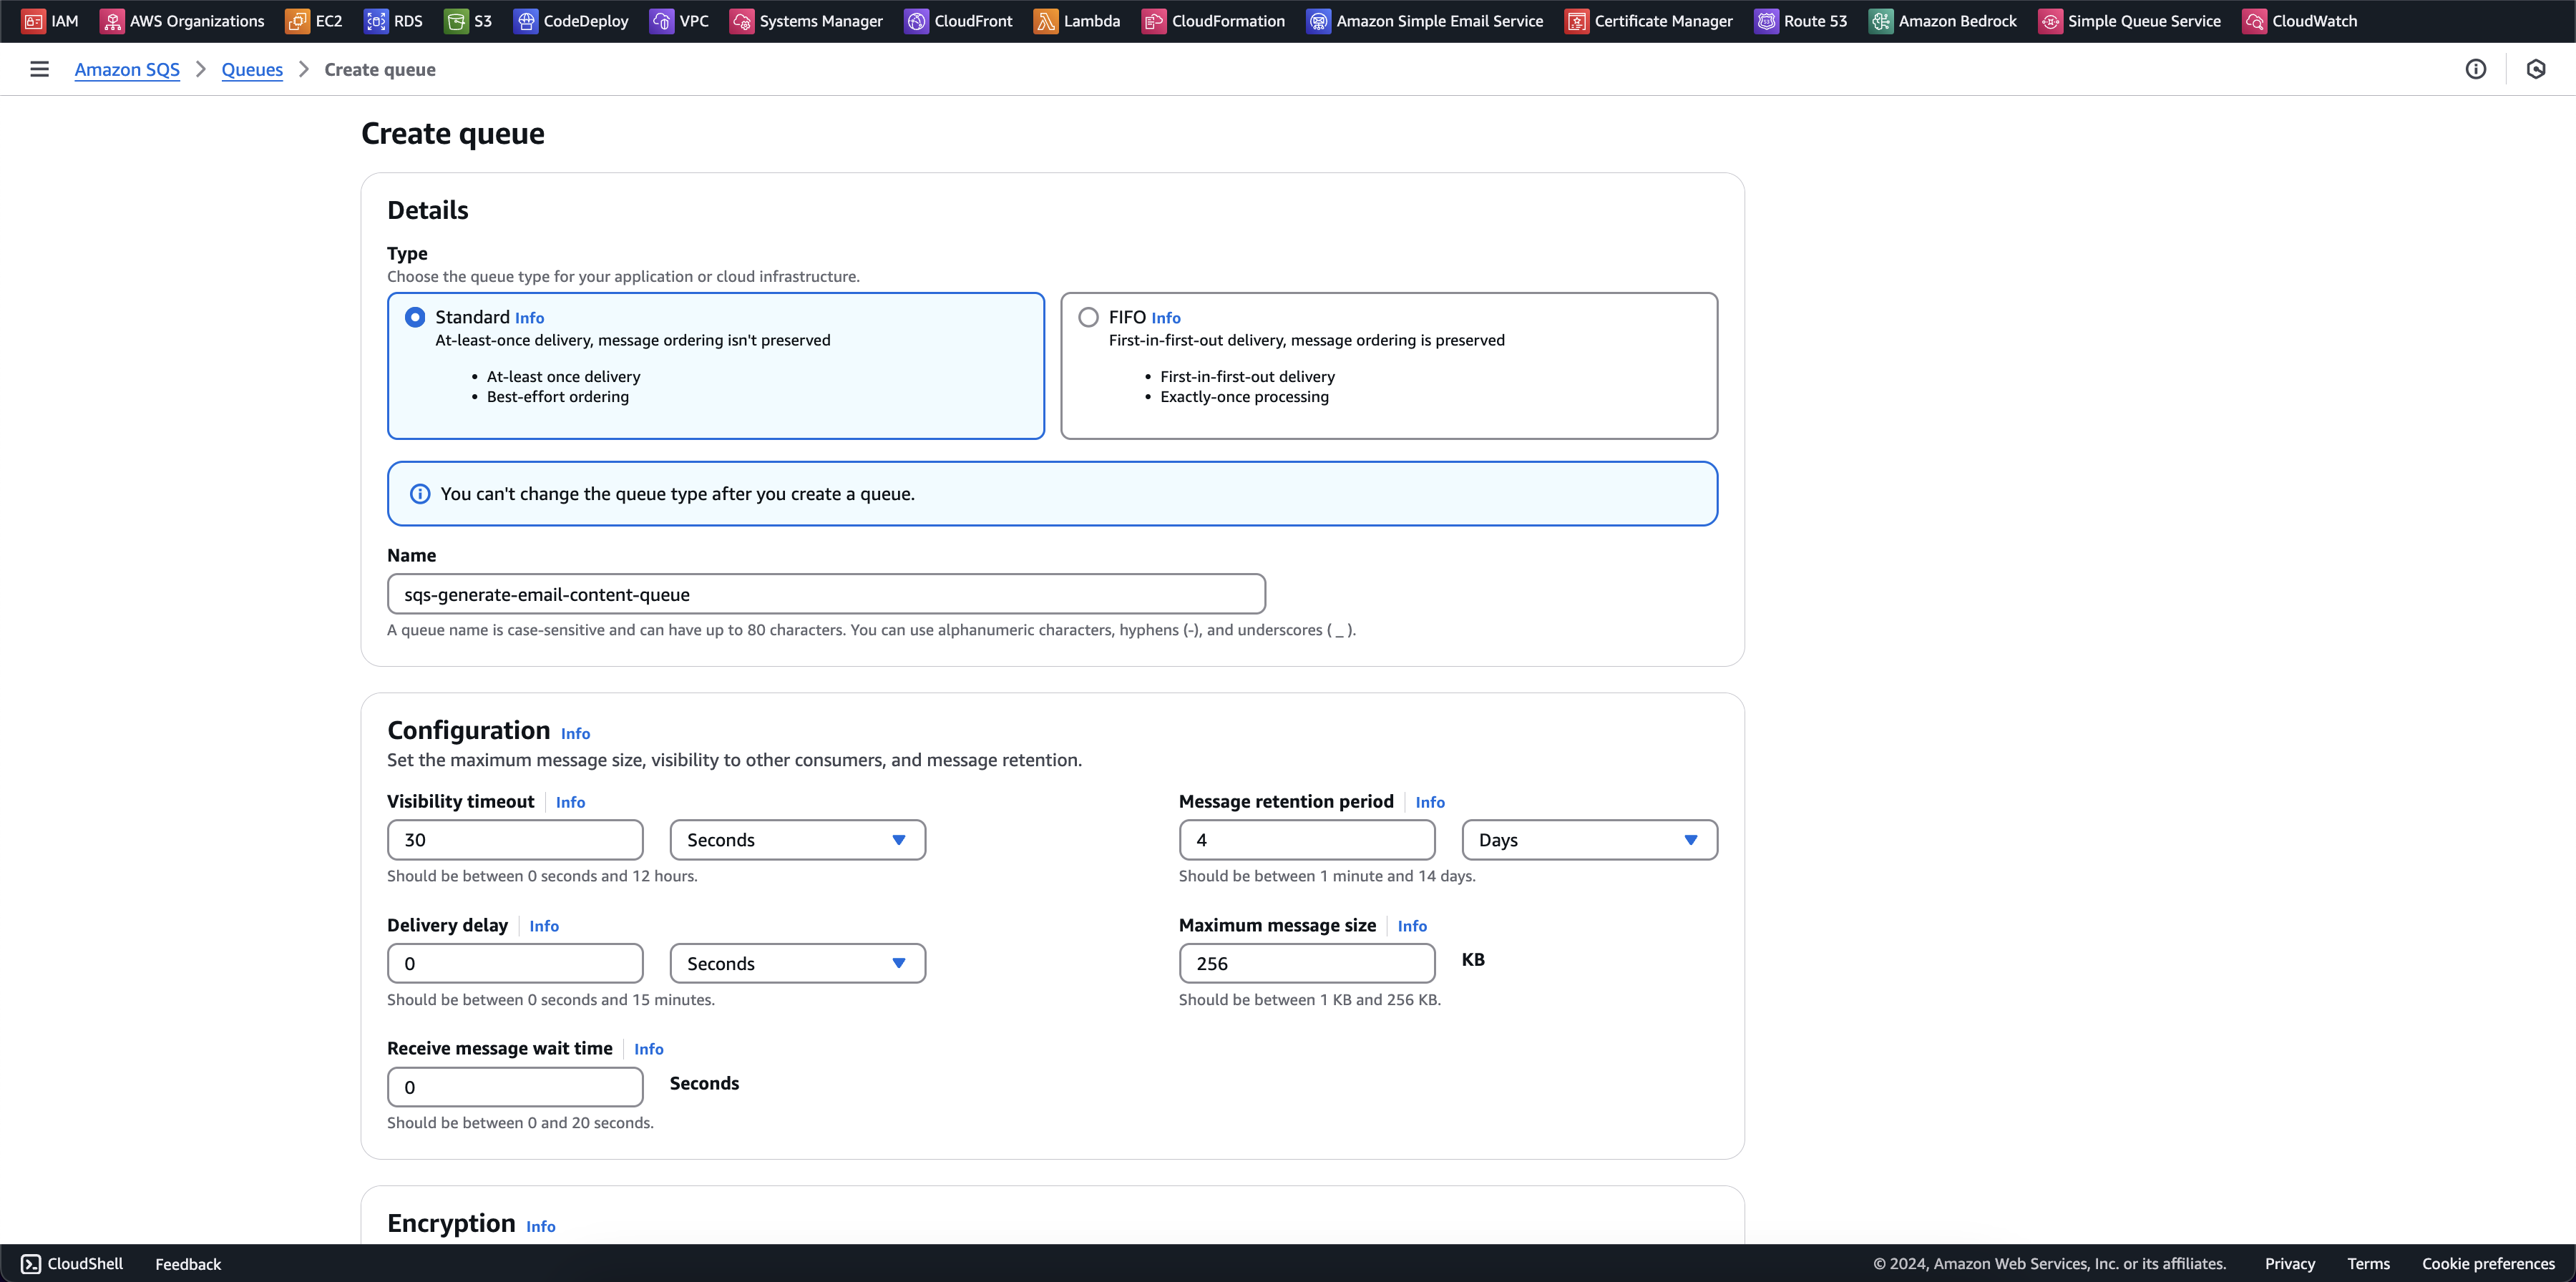 IAM AWS Organizations EC2 RDS S3 CodeDeploy VPC Systems Manager CloudFront Lambda CloudFormation Amazon Simple Email Service Certificate Manager Route 53 Amazon Bedrock Simple Queue Service CloudWatch
Amazon SQS > Queues > Create queue
Create queue
Details
Type
Choose the queue type for your application or cloud infrastructure.
Standard Info
At-least-once delivery, message ordering isn't preserved
• At-least once delivery
• Best-effort ordering
FIFO Info
First-in-first-out delivery, message ordering is preserved
• First-in-first-out delivery
• Exactly-once processing
You can't change the queue type after you create a queue.
Name
sqs-generate-email-content-queue
A queue name is case-sensitive and can have up to 80 characters. You can use alphanumeric characters, hyphens (-), and underscores ( _ ).
Configuration Info
Set the maximum message size, visibility to other consumers, and message retention.
Visibility timeout Info
30 Seconds
Should be between 0 seconds and 12 hours.
Message retention period Info
4 Days
Should be between 1 minute and 14 days.
Delivery delay Info
0 Seconds
Should be between 0 seconds and 15 minutes.
Maximum message size Info
256 KB
Should be between 1 KB and 256 KB.
Receive message wait time Info
0 Seconds
Should be between 0 and 20 seconds.
Encryption Info
CloudShell Feedback © 2024, Amazon Web Services, Inc. or its affiliates. Privacy Terms Cookie preferences